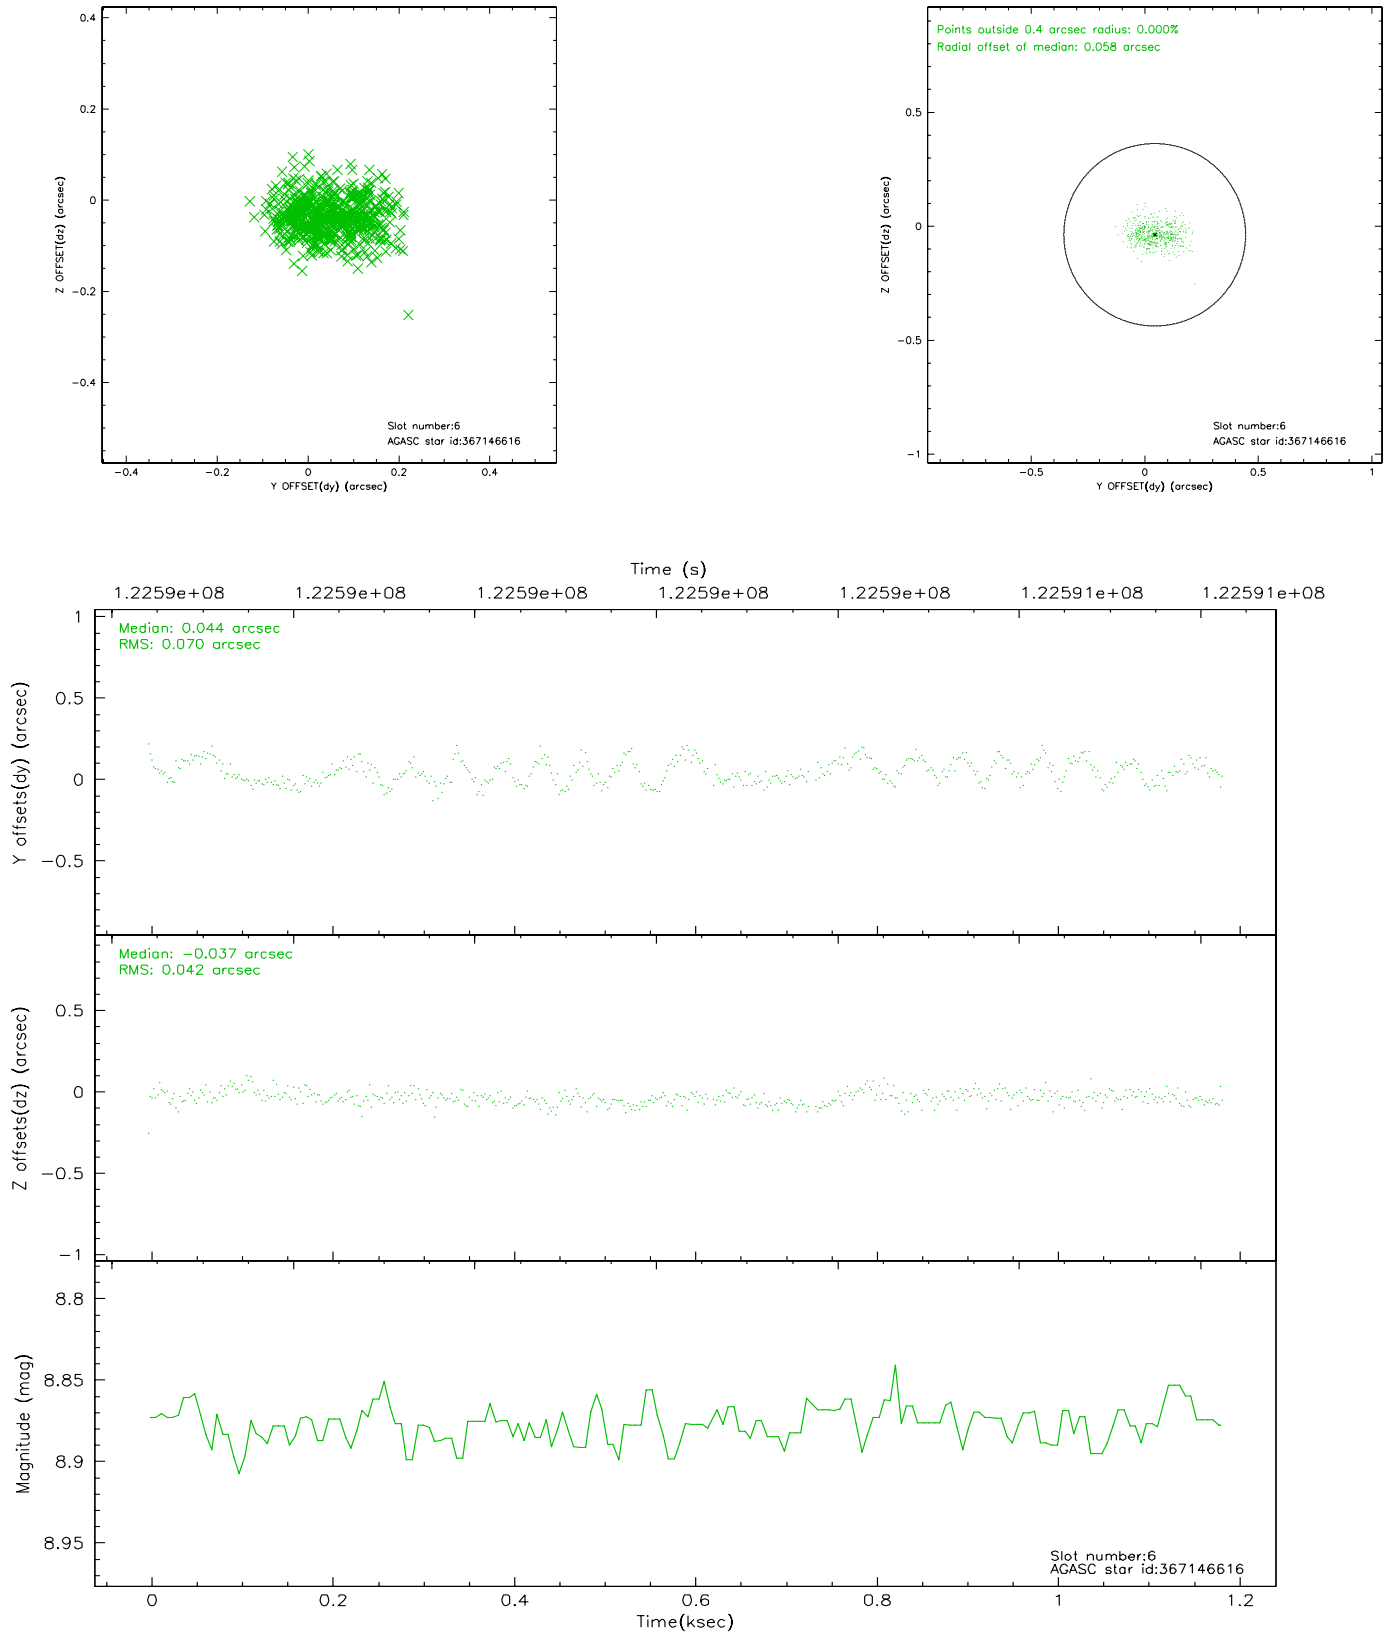 0.4
0.2
0
−0.2
−0.4
Z OFFSET(dz) (arcsec)
Slot number:6
AGASC star id:367146616
−0.4 −0.2 0 0.2 0.4
Y OFFSET(dy) (arcsec)
Points outside 0.4 arcsec radius: 0.000%
Radial offset of median: 0.058 arcsec
0.5
0
−0.5
−1
Z OFFSET(dz) (arcsec)
Slot number:6
AGASC star id:367146616
−0.5 0 0.5 1
Y OFFSET(dy) (arcsec)
Time (s)
1.2259e+08 1.2259e+08 1.2259e+08 1.2259e+08 1.2259e+08 1.22591e+08 1.22591e+08
Median: 0.044 arcsec
RMS: 0.070 arcsec
1
0.5
0
−0.5
Y offsets(dy) (arcsec)
Median: −0.037 arcsec
RMS: 0.042 arcsec
0.5
0
−0.5
−1
Z offsets(dz) (arcsec)
8.8
8.85
8.9
8.95
Magnitude (mag)
Slot number:6
AGASC star id:367146616
0 0.2 0.4 0.6 0.8 1 1.2
Time(ksec)